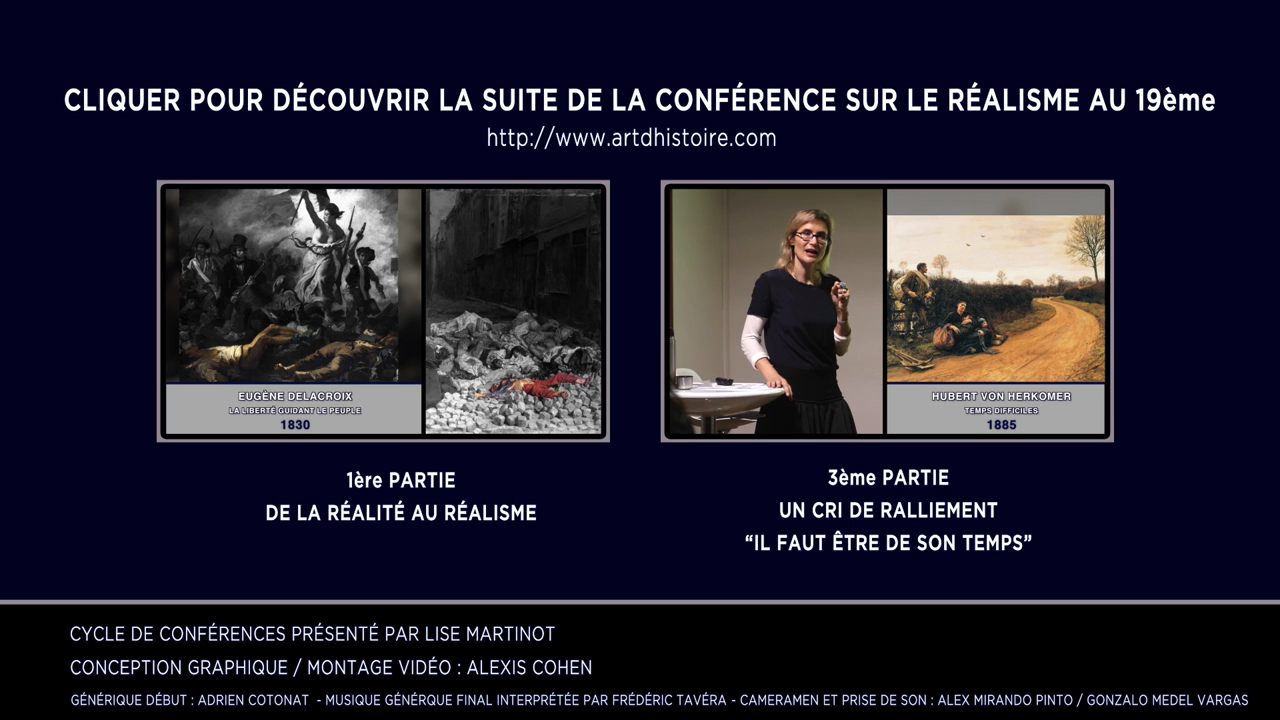 CLIQUER POUR DÉCOUVRIR LA SUITE DE LA CONFÉRENCE SUR LE RÉALISME AU 19ème
http://www.artdhistoire.com
EUGÈNE DELACROIX
LA LIBERTÉ GUIDANT LE PEUPLE
1830
HUBERT VON HERKOMER
TEMPS DIFFICILES
1885
1ère PARTIE
DE LA RÉALITÉ AU RÉALISME
3ème PARTIE
UN CRI DE RALLIEMENT
“IL FAUT ÊTRE DE SON TEMPS”
CYCLE DE CONFÉRENCES PRÉSENTÉ PAR LISE MARTINOT
CONCEPTION GRAPHIQUE / MONTAGE VIDÉO : ALEXIS COHEN
GÉNÉRIQUE DÉBUT : ADRIEN COTONAT - MUSIQUE GÉNÉRQUE FINAL INTERPRÉTÉE PAR FRÉDÉRIC TAVÉRA - CAMERAMEN ET PRISE DE SON : ALEX MIRANDO PINTO / GONZALO MEDEL VARGAS